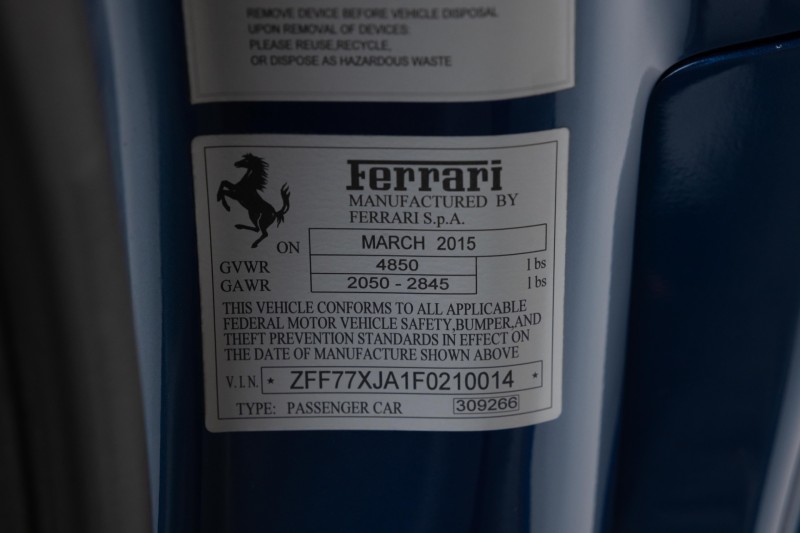 REMOVE DEVICE BEFORE VEHICLE DISPOSAL
UPON REMOVAL OF DEVICES:
PLEASE REUSE,RECYCLE,
OR DISPOSE AS HAZARDOUS WASTE
Ferrari
MANUFACTURED BY
FERRARI S.p.A.
ON MARCH 2015
GVWR 4850 lbs
GAWR 2050 - 2845 lbs
THIS VEHICLE CONFORMS TO ALL APPLICABLE
FEDERAL MOTOR VEHICLE SAFETY,BUMPER,AND
THEFT PREVENTION STANDARDS IN EFFECT ON
THE DATE OF MANUFACTURE SHOWN ABOVE
V.I.N. * ZFF77XJA1F0210014 *
TYPE: PASSENGER CAR 309266